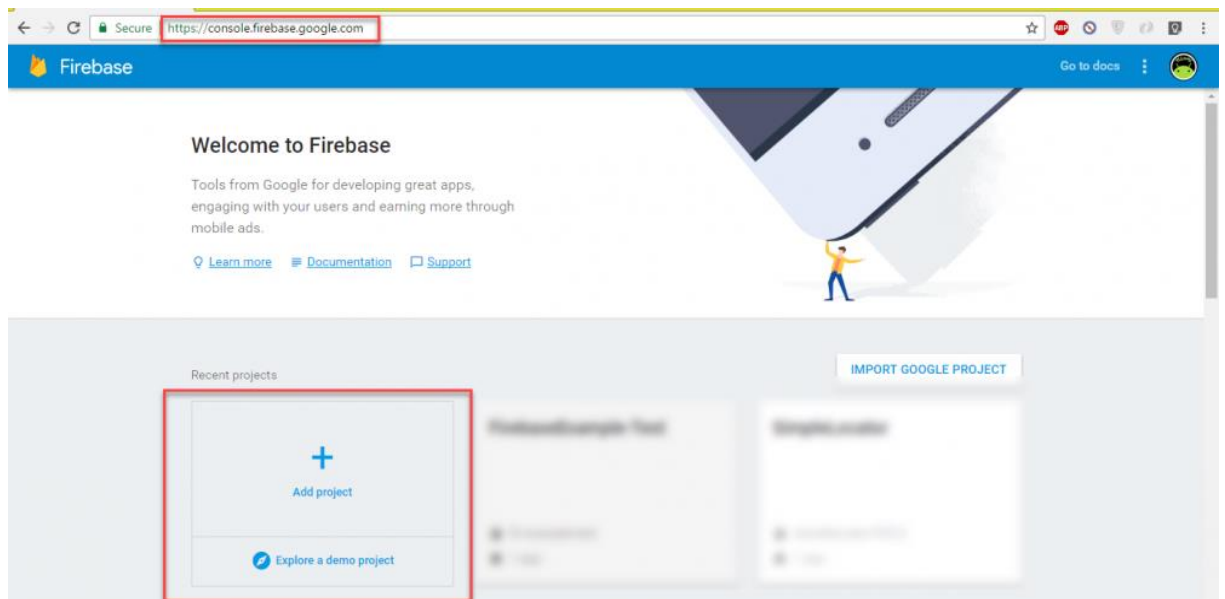 Secure
https://console.firebase.google.com
ABP
Firebase
Go to docs
Welcome to Firebase
Tools from Google for developing great apps,
engaging with your users and earning more through
mobile ads.
Learn more Documentation Support
Recent projects
IMPORT GOOGLE PROJECT
+
Add project
Explore a demo project